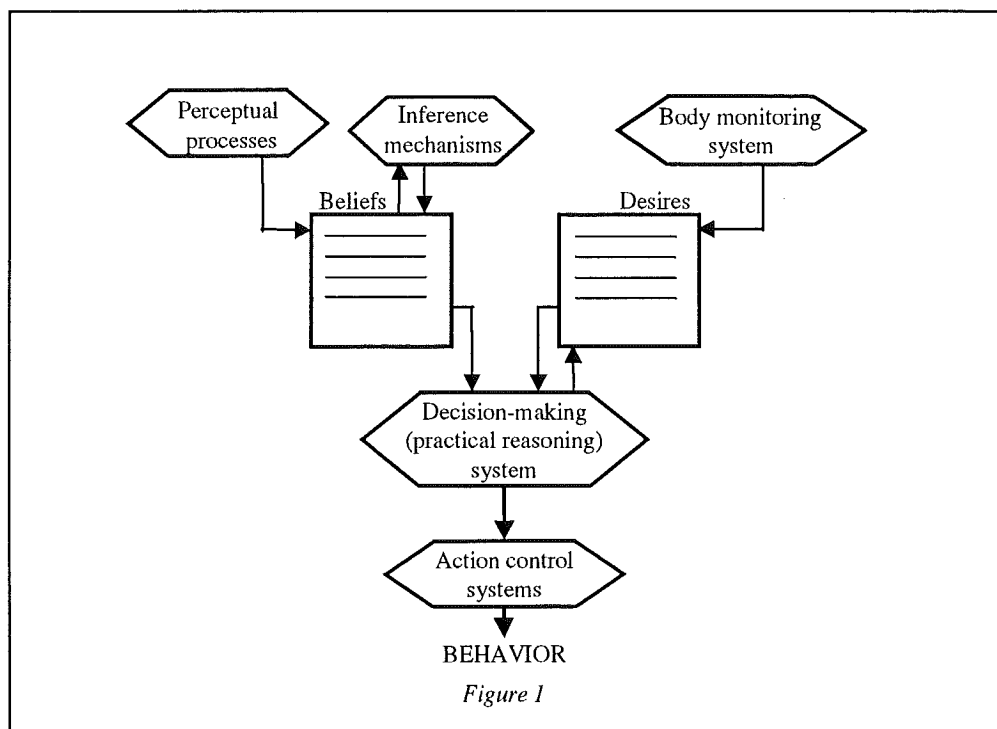 Perceptual
processes
Inference
mechanisms
Body monitoring
system
Beliefs
Desires
Decision-making
(practical reasoning)
system
Action control
systems
BEHAVIOR
Figure 1